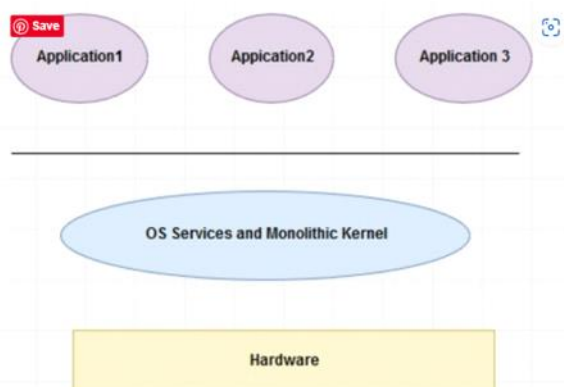 Save
Application1
Appication2
Application 3
OS Services and Monolithic Kernel
Hardware